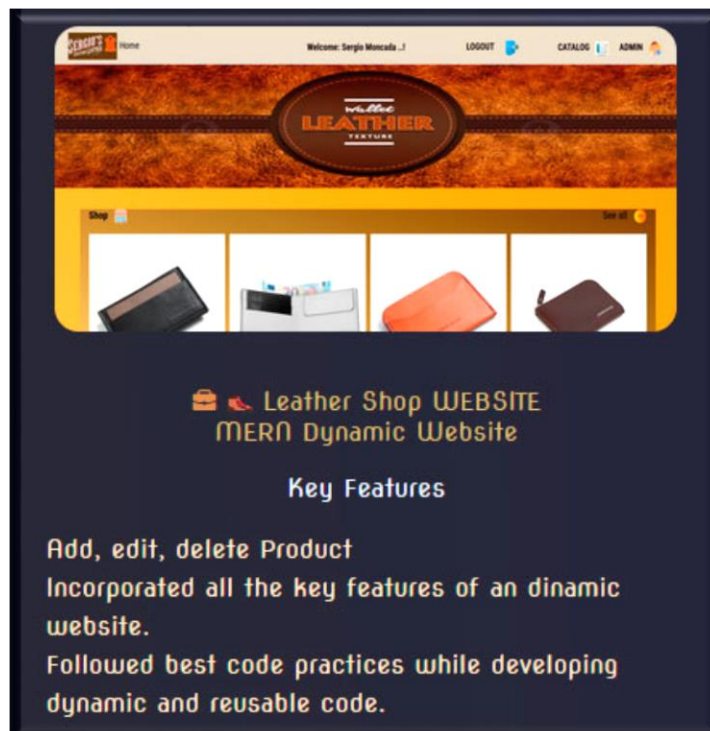 SERGIO'S
Home
Welcome: Sergio Moncada ..!
LOGOUT
CATALOG
ADMIN
Wallet
LEATHER
TEXTURE
Shop
See all
Leather Shop WEBSITE
MERN Dynamic Website
Key Features
Add, edit, delete Product
Incorporated all the key features of an dinamic
website.
Followed best code practices while developing
dynamic and reusable code.